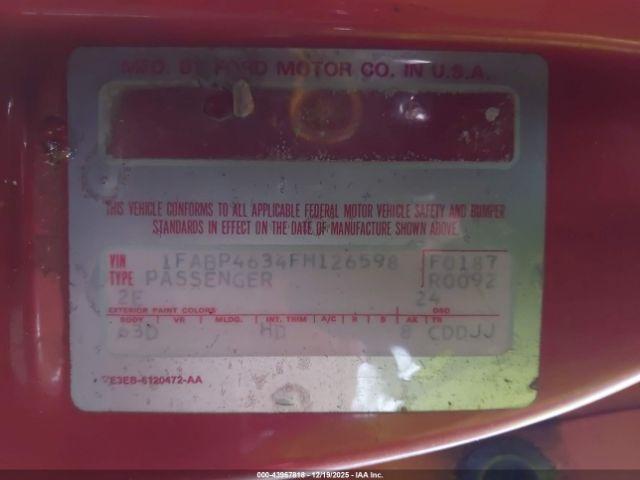 MFD. BY FORD MOTOR CO. IN U.S.A.
THIS VEHICLE CONFORMS TO ALL APPLICABLE FEDERAL MOTOR VEHICLE SAFETY AND BUMPER
STANDARDS IN EFFECT ON THE DATE OF MANUFACTURE SHOWN ABOVE.
VIN 1FABP4634FH126598 F0187
TYPE PASSENGER R0092
2E 24
EXTERIOR PAINT COLORS DSO
BODY VR MLDG. INT. TRIM A/C R S AX TR
63D HD 8 CDDJJ
E3EB-6120472-AA
000-43957818 - 12/19/2025 - IAAI Inc.